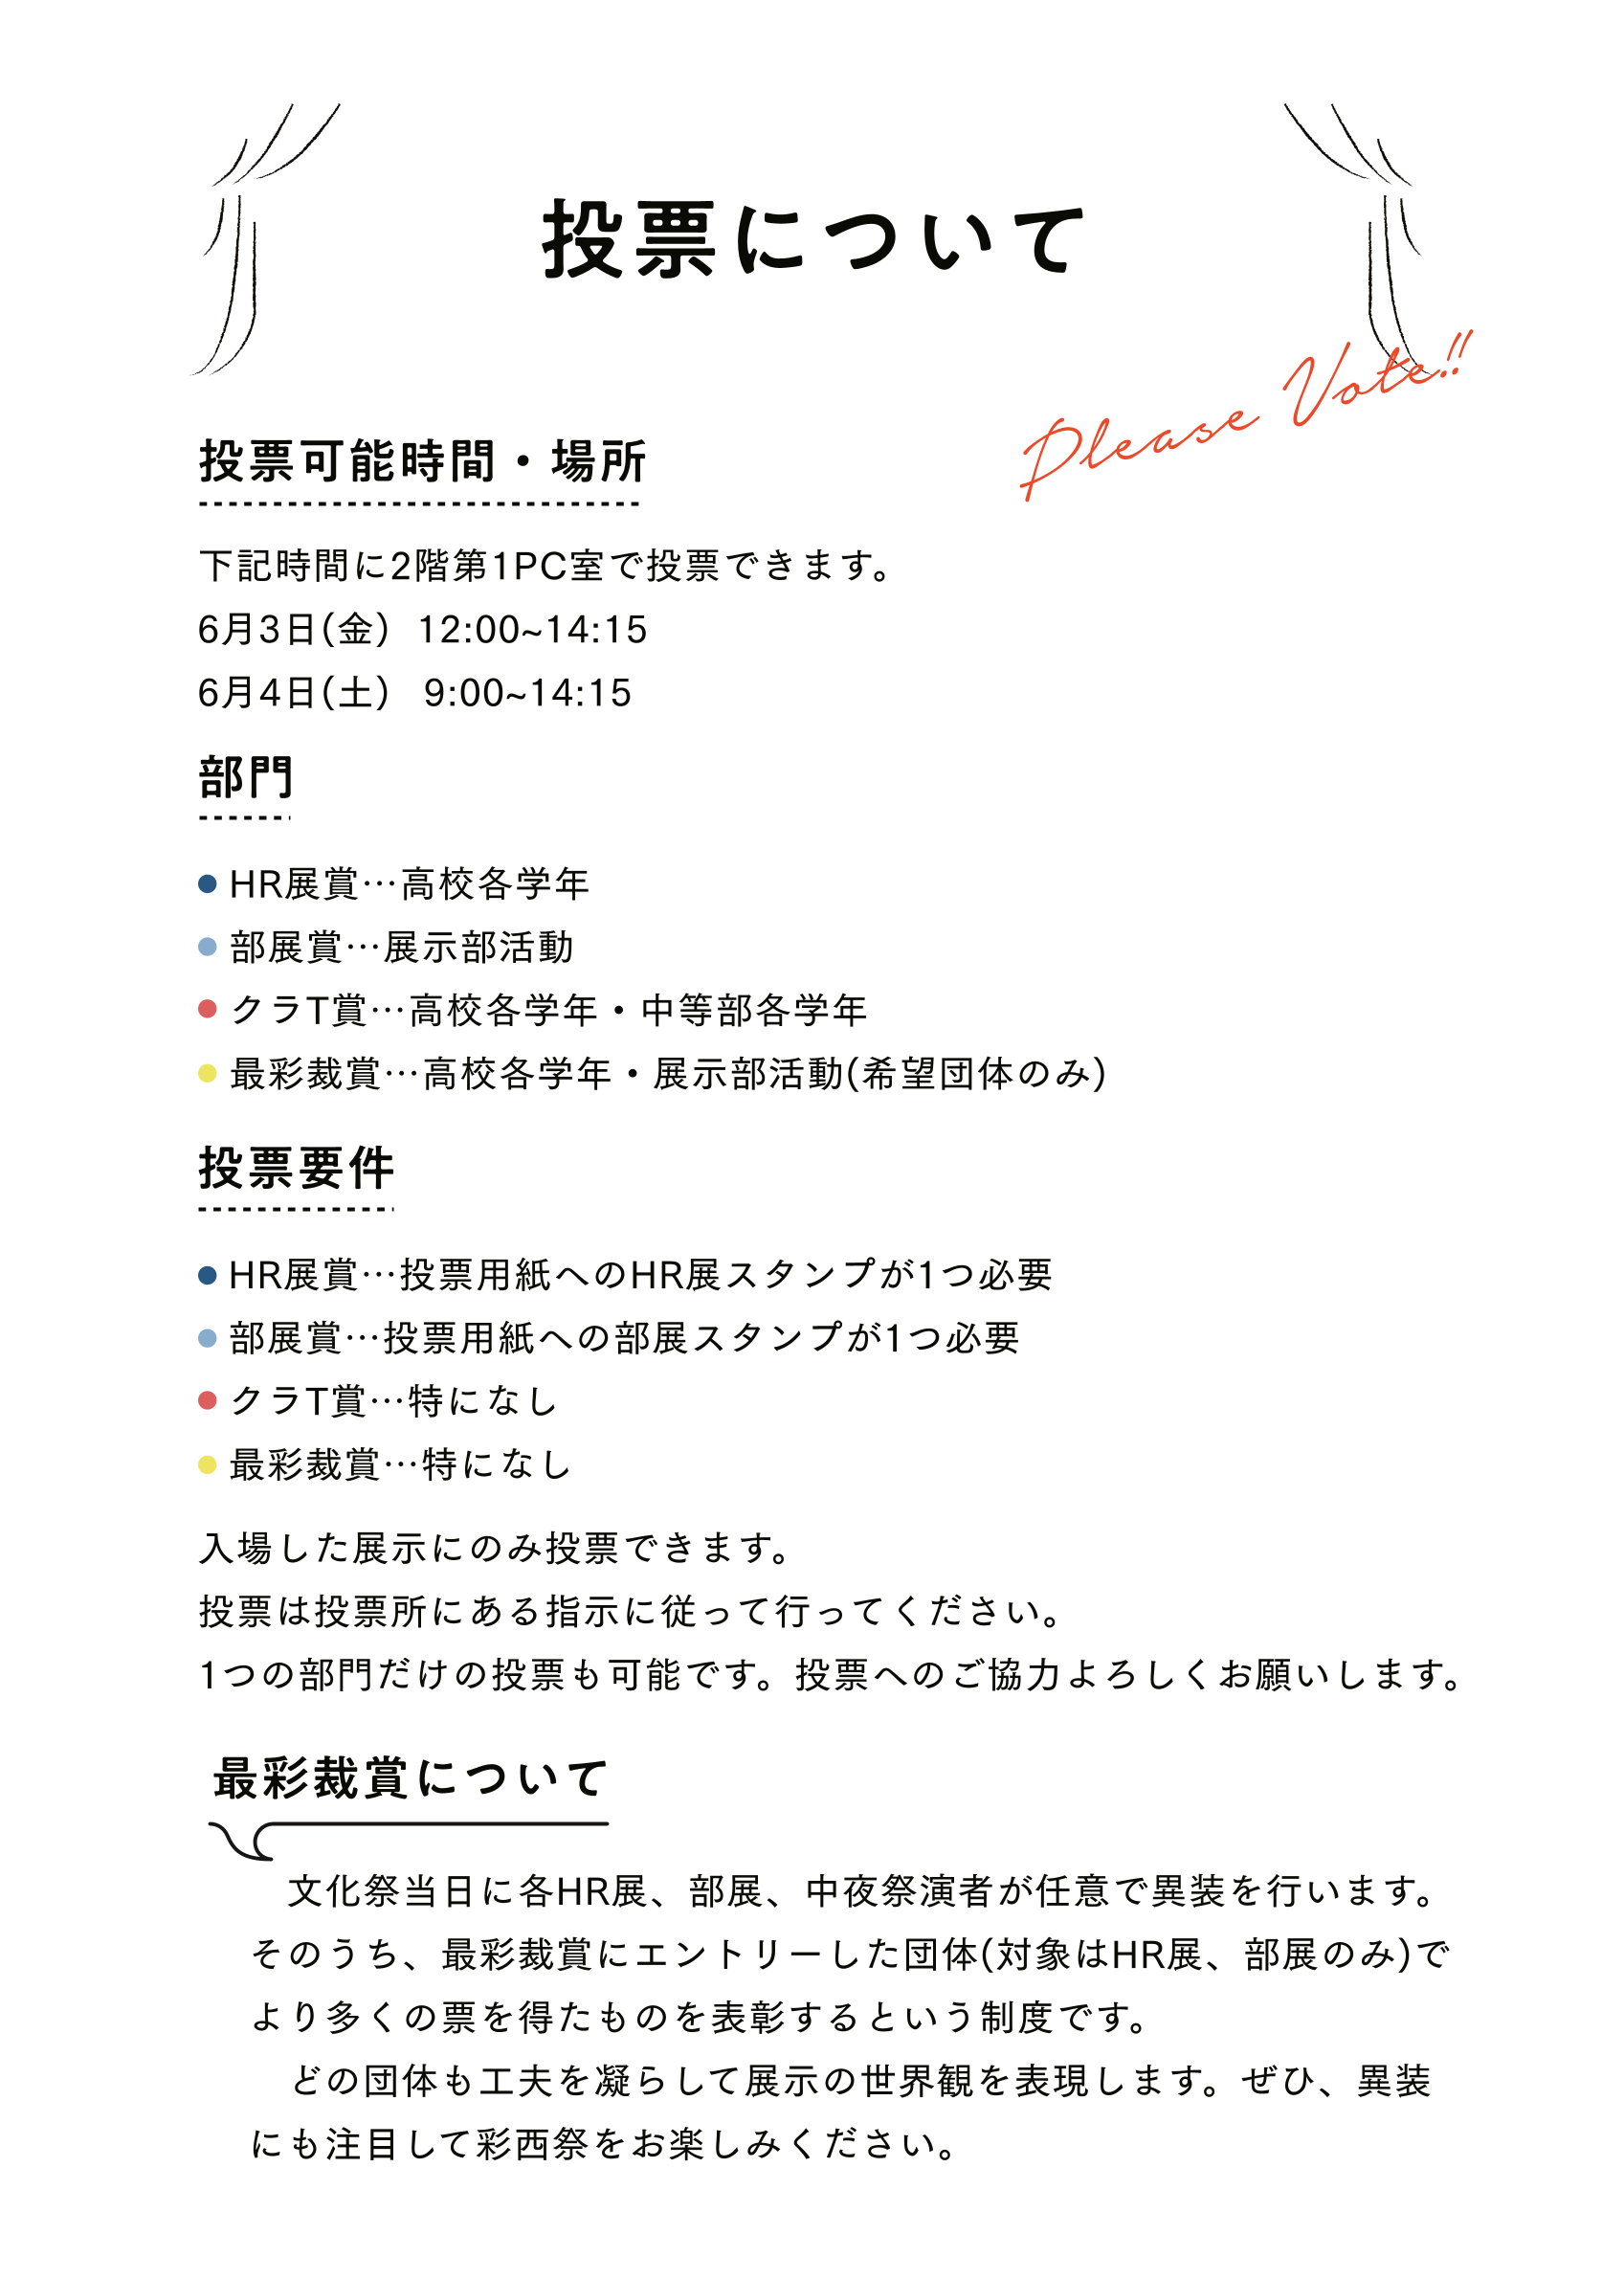 投票について
Please Vote!!
投票可能時間・場所
下記時間に2階第1PC室で投票できます。
6月3日(金) 12:00~14:15
6月4日(土) 9:00~14:15
部門
HR展賞…高校各学年
部展賞…展示部活動
クラT賞…高校各学年・中等部各学年
最彩裁賞…高校各学年・展示部活動(希望団体のみ)
投票要件
HR展賞…投票用紙へのHR展スタンプが1つ必要
部展賞…投票用紙への部展スタンプが1つ必要
クラT賞…特になし
最彩裁賞…特になし
入場した展示にのみ投票できます。
投票は投票所にある指示に従って行ってください。
1つの部門だけの投票も可能です。投票へのご協力よろしくお願いします。
最彩裁賞について
文化祭当日に各HR展、部展、中夜祭演者が任意で異装を行います。
そのうち、最彩裁賞にエントリーした団体(対象はHR展、部展のみ)で
より多くの票を得たものを表彰するという制度です。
どの団体も工夫を凝らして展示の世界観を表現します。ぜひ、異装
にも注目して彩西祭をお楽しみください。